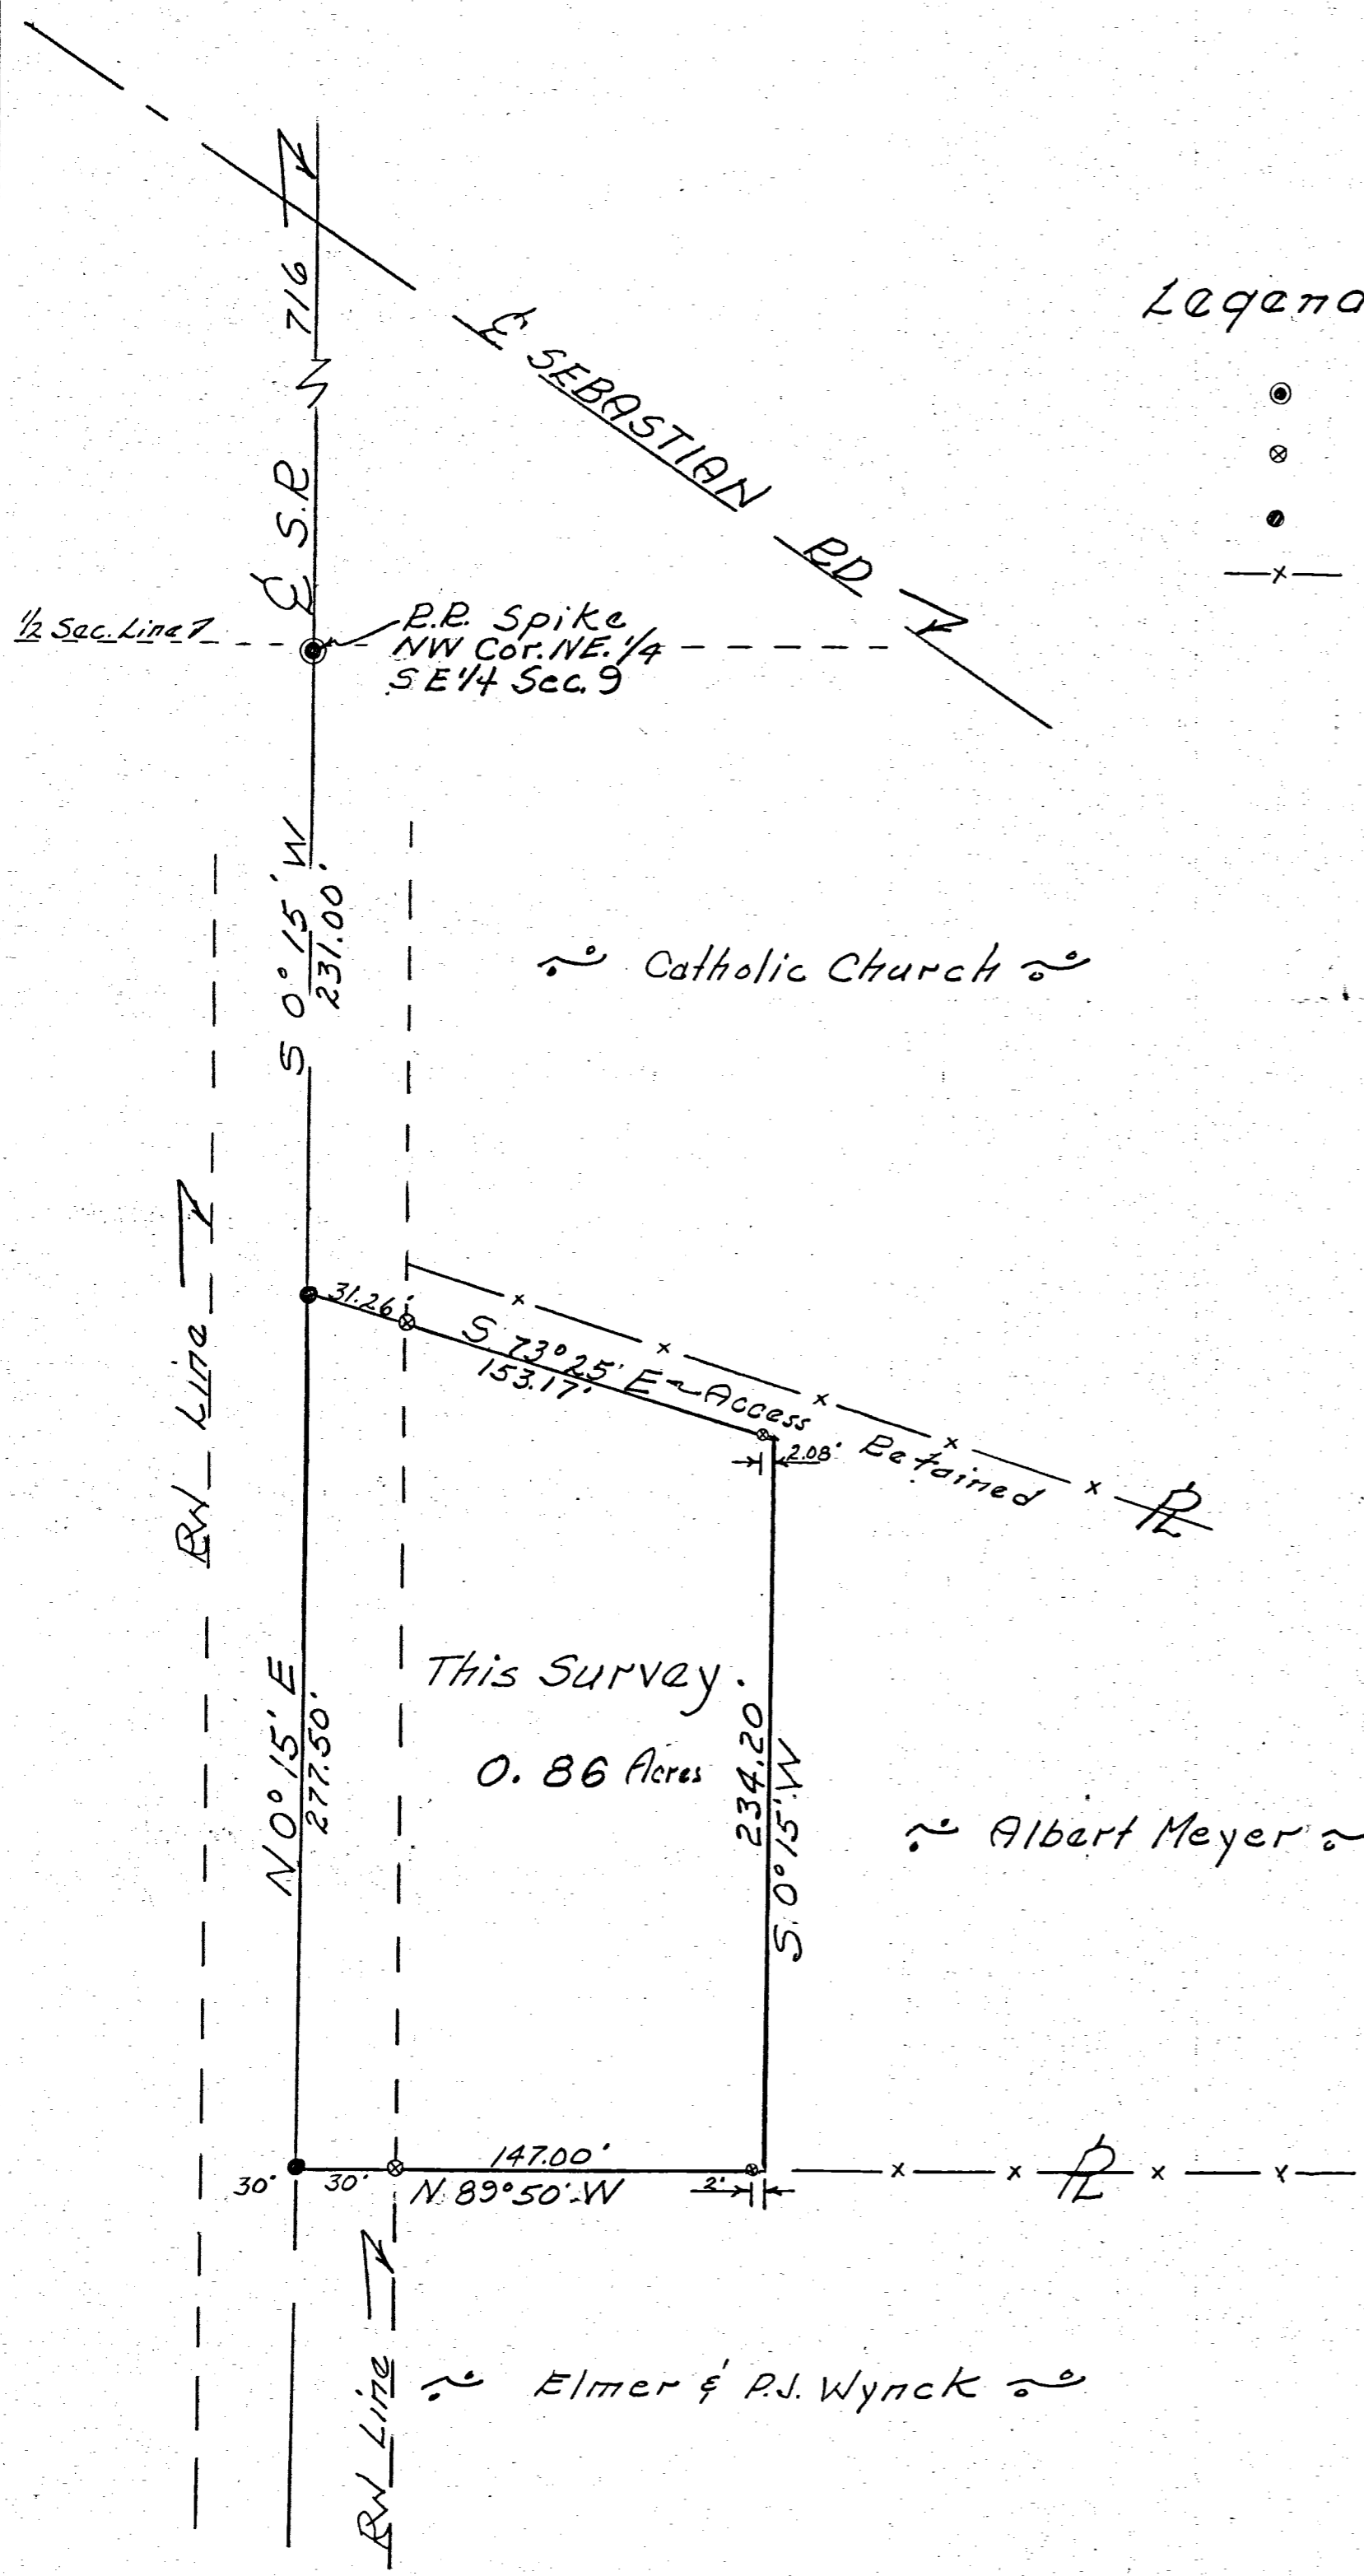 Legend
℄ S.R. 716
℄ SEBASTIAN RD
1/2 Sec. Line
R.R. Spike
NW Cor. NE. 1/4
SE 1/4 Sec. 9
S 0° 15' W
231.00'
Catholic Church
R/W Line
31.26'
S. 73° 25' E
153.17'
Access Retained
2.08'
PL
N 0° 15' E
277.50'
This Survey.
0.86 Acres
234.20
S. 0° 15' W
Albert Meyer
30'
30'
147.00'
N. 89° 50' W
2'
PL
R/W Line
Elmer & P.J. Wynck